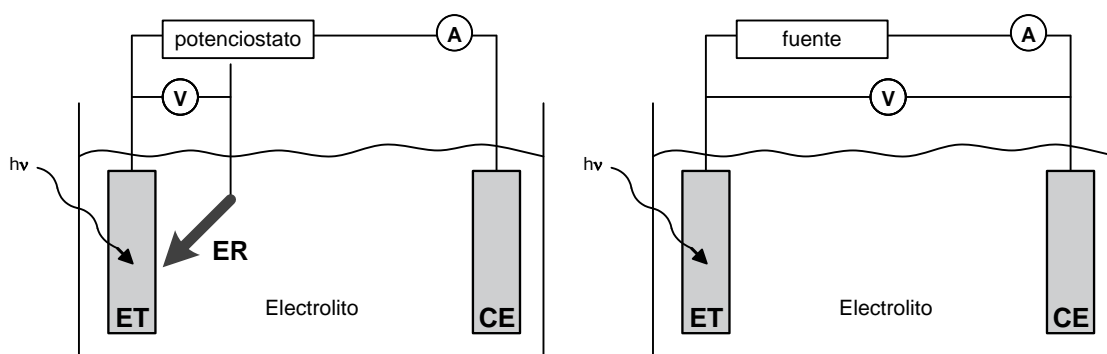 potenciostato
A
V
hν
ER
ET
CE
Electrolito
fuente
A
V
hν
ET
CE
Electrolito